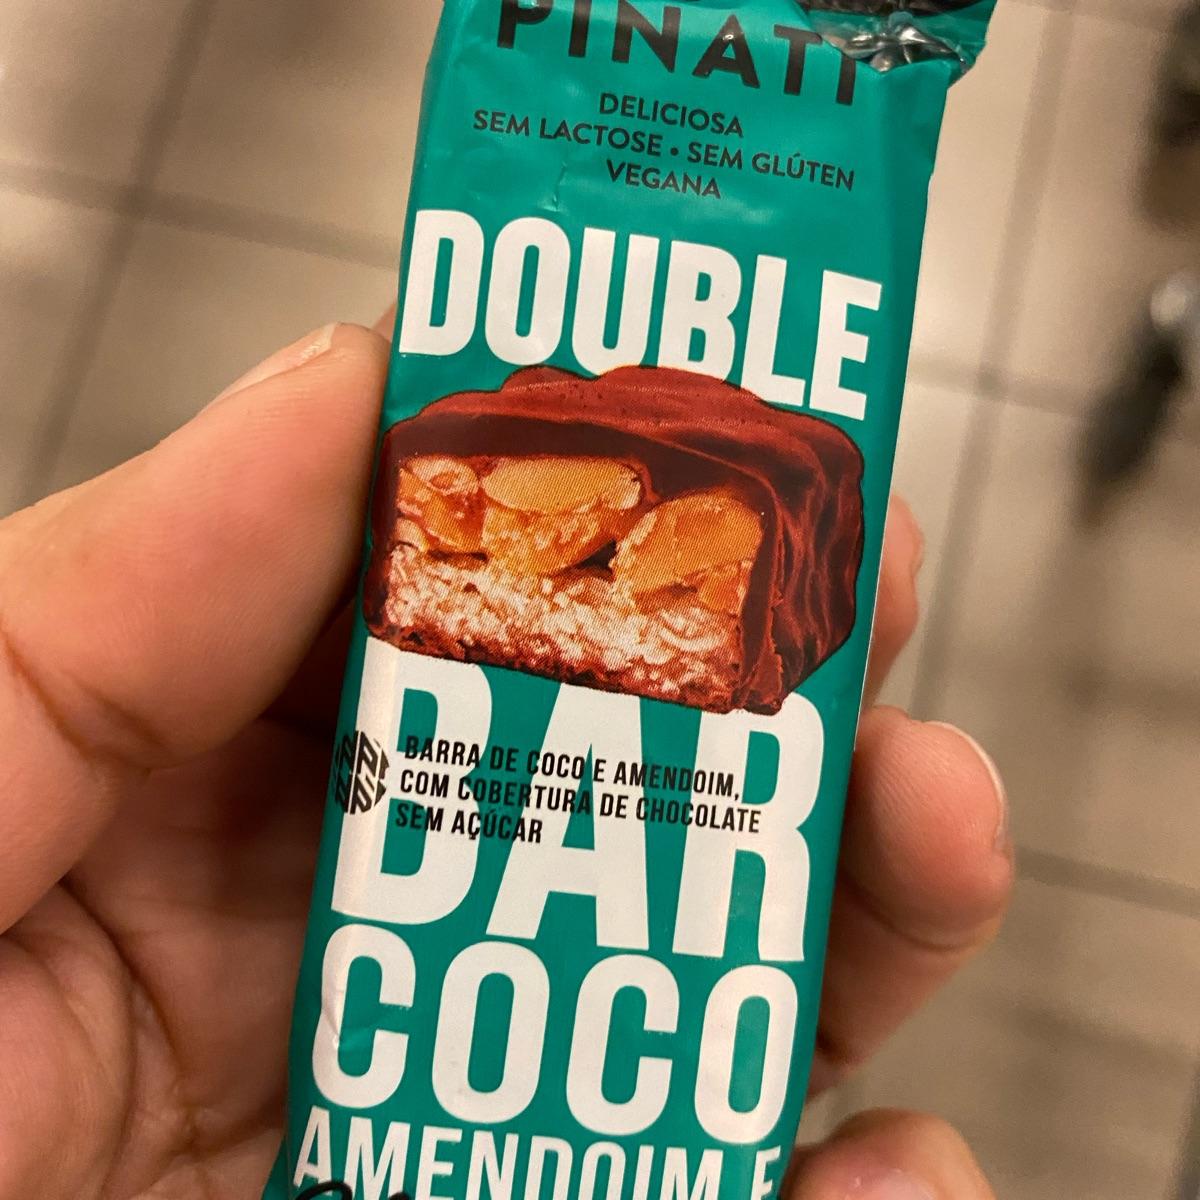 PINATI
DELICIOSA
SEM LACTOSE • SEM GLÚTEN
VEGANA
DOUBLE
BAR
BARRA DE COCO E AMENDOIM,
COM COBERTURA DE CHOCOLATE
SEM AÇÚCAR
COCO
AMENDOIM E